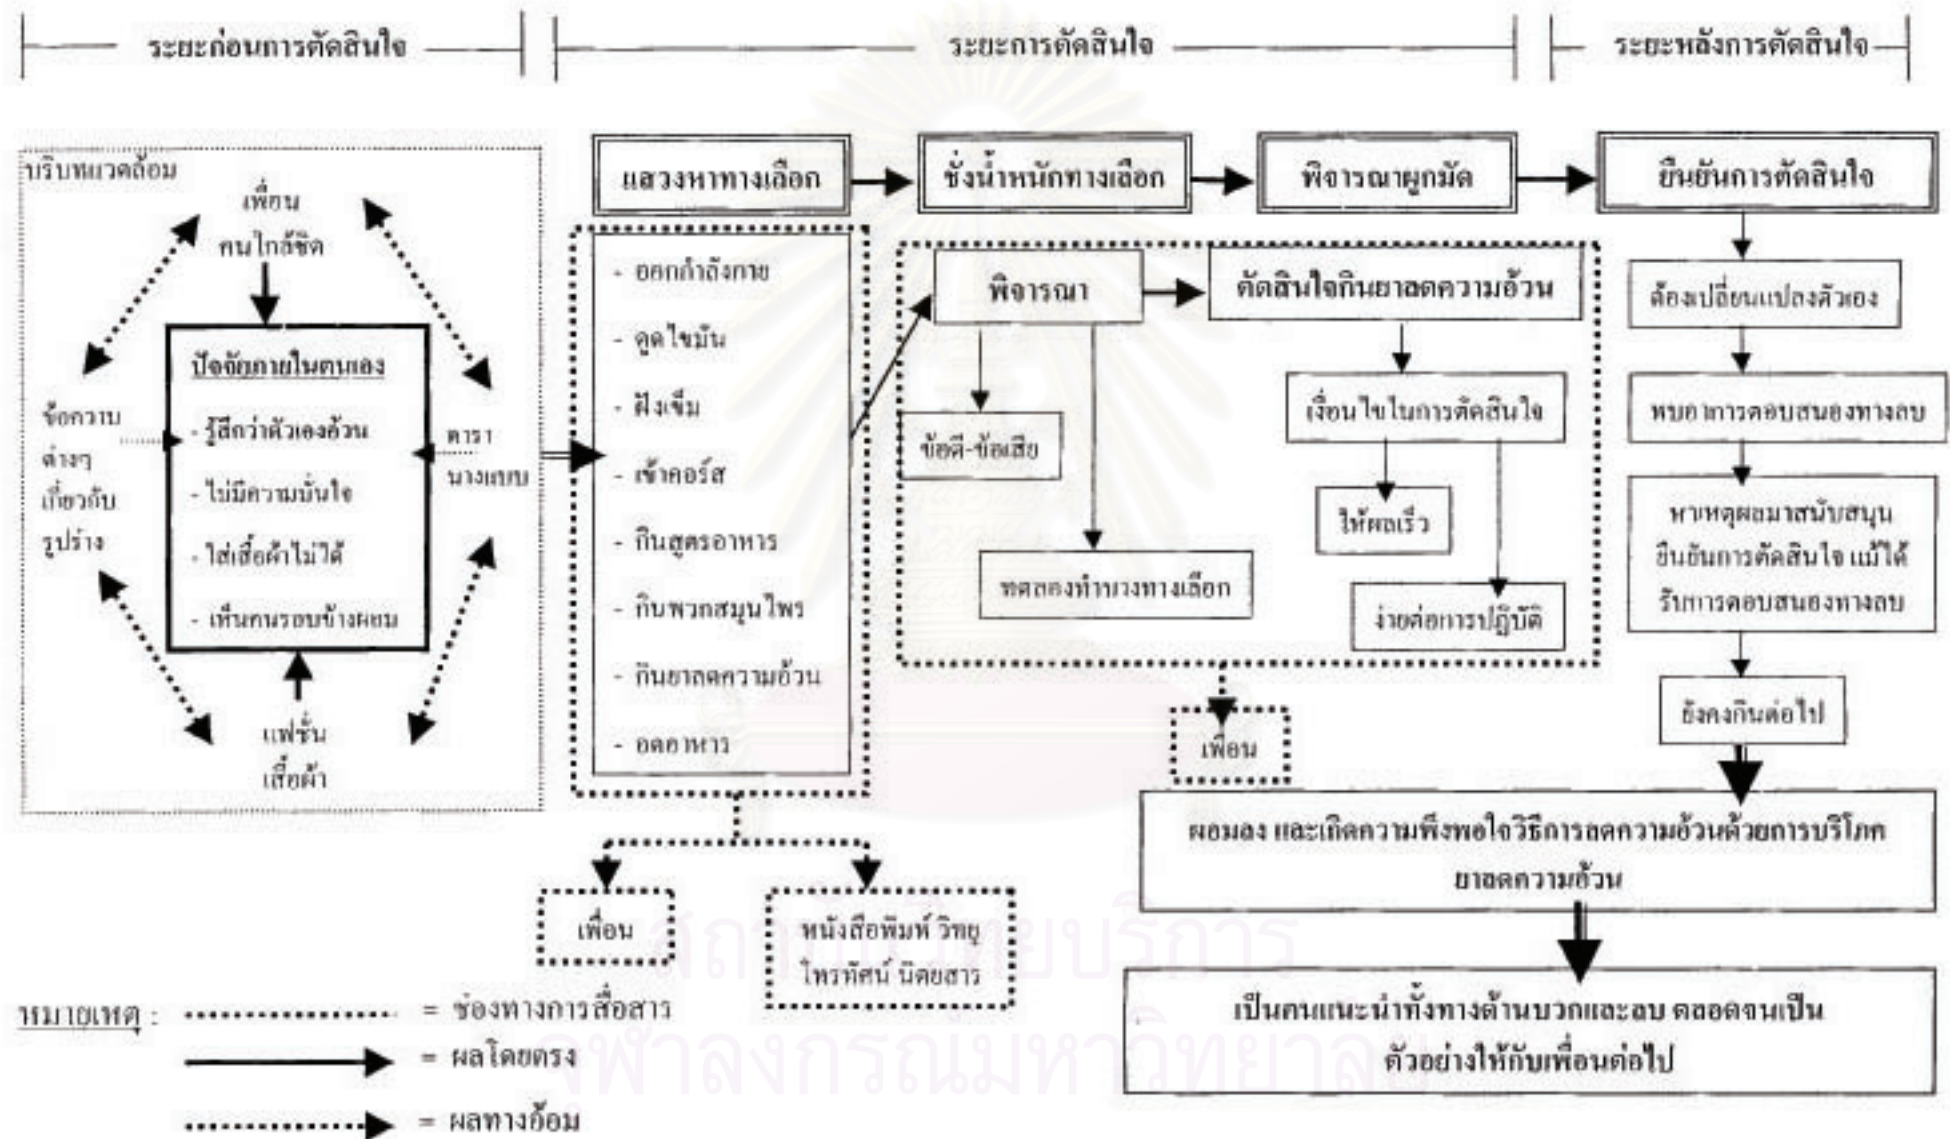 ระยะก่อนการตัดสินใจ
ระยะการตัดสินใจ
ระยะหลังการตัดสินใจ
บริบทแวดล้อม
เพื่อน
คนใกล้ชิด
ปัจจัยภายในตนเอง
- รู้สึกว่าตัวเองอ้วน
- ไม่มีความมั่นใจ
- ใส่เสื้อผ้าไม่ได้
- เห็นคนรอบข้างผอม
ข้อความ
ต่างๆ
เกี่ยวกับ
รูปร่าง
ดารา
นางแบบ
แฟชั่น
เสื้อผ้า
แสวงหาทางเลือก
ชั่งน้ำหนักทางเลือก
พิจารณาผูกมัด
ยืนยันการตัดสินใจ
- ออกกำลังกาย
- ดูดไขมัน
- ฝังเข็ม
- เข้าคอร์ส
- กินสูตรอาหาร
- กินพวกสมุนไพร
- กินยาลดความอ้วน
- อดอาหาร
เพื่อน
หนังสือพิมพ์ วิทยุ
โทรทัศน์ นิตยสาร
พิจารณา
ตัดสินใจกินยาลดความอ้วน
ข้อดี-ข้อเสีย
ทดลองทำบางทางเลือก
เงื่อนไขในการตัดสินใจ
ให้ผลเร็ว
ง่ายต่อการปฏิบัติ
เพื่อน
ต้องเปลี่ยนแปลงตัวเอง
พบอาการตอบสนองทางลบ
หาเหตุผลมาสนับสนุน
ยืนยันการตัดสินใจ แม้ได้
รับการตอบสนองทางลบ
ยังคงกินต่อไป
ผอมลง และเกิดความพึงพอใจวิธีการลดความอ้วนด้วยการบริโภค
ยาลดความอ้วน
เป็นคนแนะนำทั้งทางด้านบวกและลบ ตลอดจนเป็น
ตัวอย่างให้กับเพื่อนต่อไป
หมายเหตุ :
= ช่องทางการสื่อสาร
= ผลโดยตรง
= ผลทางอ้อม
สถาบันวิทยบริการ
จุฬาลงกรณ์มหาวิทยาลัย